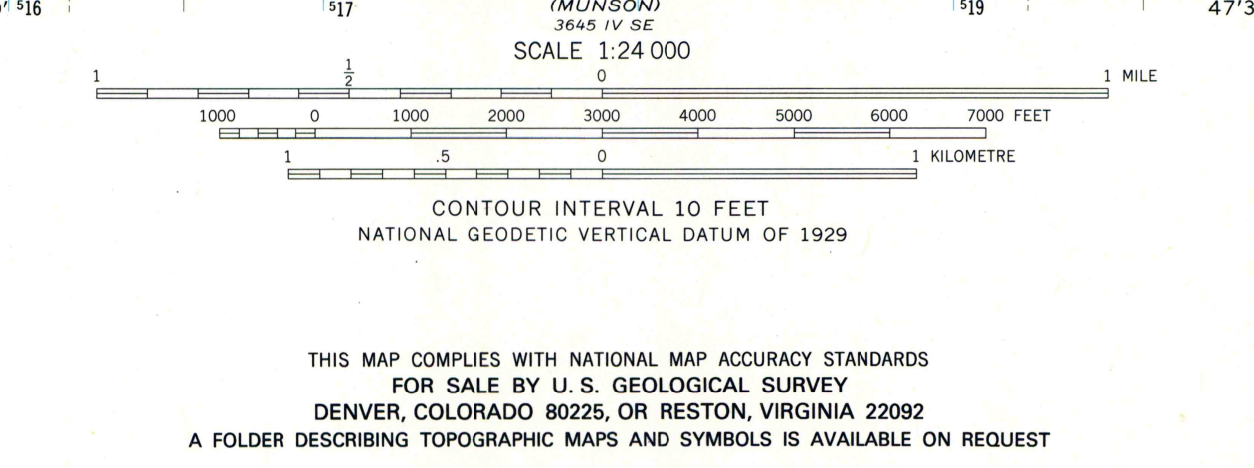 516 517 (MUNSON) 519 47'3
3645 IV SE
SCALE 1:24 000
1 1/2 0 1 MILE
1000 0 1000 2000 3000 4000 5000 6000 7000 FEET
1 .5 0 1 KILOMETRE
CONTOUR INTERVAL 10 FEET
NATIONAL GEODETIC VERTICAL DATUM OF 1929
THIS MAP COMPLIES WITH NATIONAL MAP ACCURACY STANDARDS
FOR SALE BY U. S. GEOLOGICAL SURVEY
DENVER, COLORADO 80225, OR RESTON, VIRGINIA 22092
A FOLDER DESCRIBING TOPOGRAPHIC MAPS AND SYMBOLS IS AVAILABLE ON REQUEST